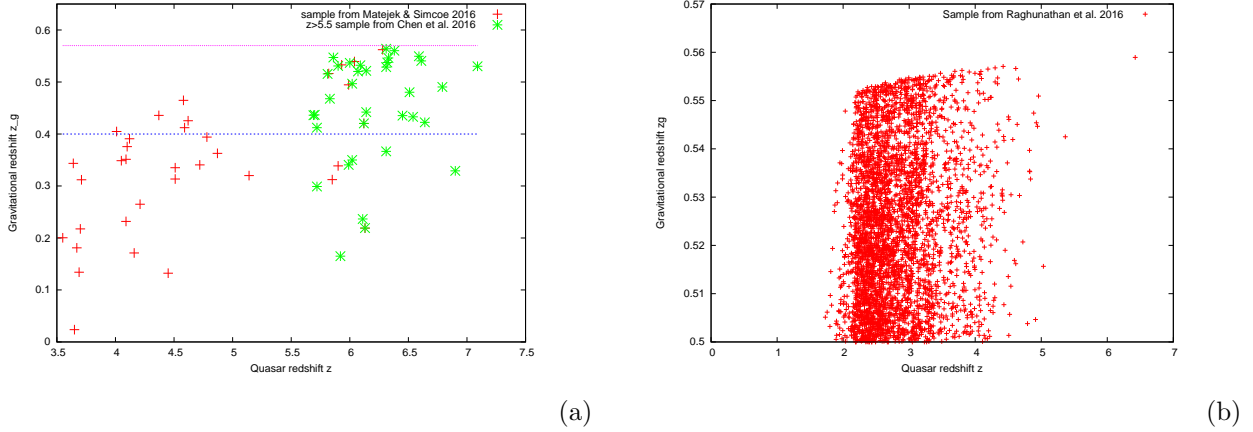 sample from Matejek & Simcoe 2016
z>5.5 sample from Chen et al. 2016
0.6
0.5
0.4
0.3
0.2
0.1
0
Gravitational redshift z_g
3.5 4 4.5 5 5.5 6 6.5 7 7.5
Quasar redshift z
(a)
Sample from Raghunathan et al. 2016
0.57
0.56
0.55
0.54
0.53
0.52
0.51
0.5
Gravitational redshift zg
0 1 2 3 4 5 6 7
Quasar redshift z
(b)